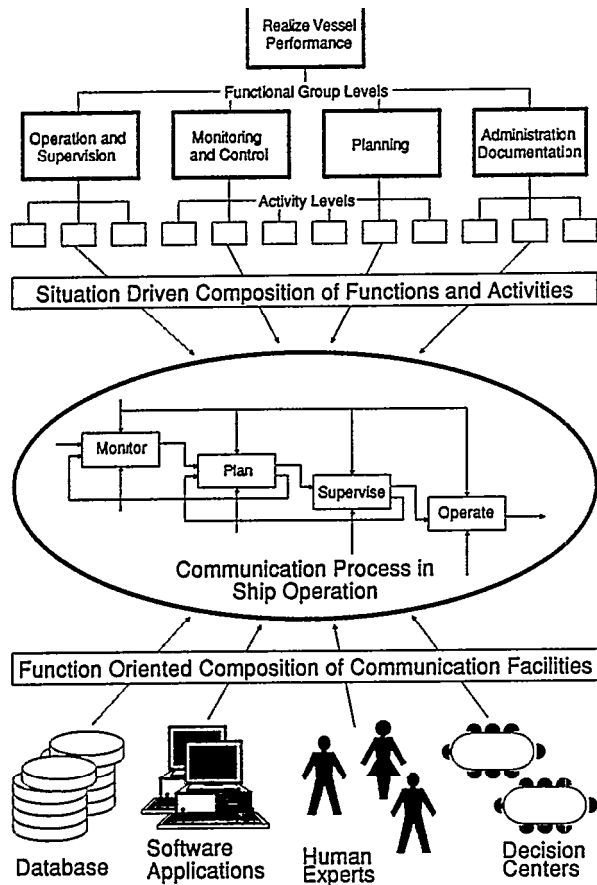 Realize Vessel
Performance
Functional Group Levels
Operation and
Supervision
Monitoring
and Control
Planning
Administration
Documentation
Activity Levels
Situation Driven Composition of Functions and Activities
Monitor
Plan
Supervise
Operate
Communication Process in
Ship Operation
Function Oriented Composition of Communication Facilities
Database
Software
Applications
Human
Experts
Decision
Centers